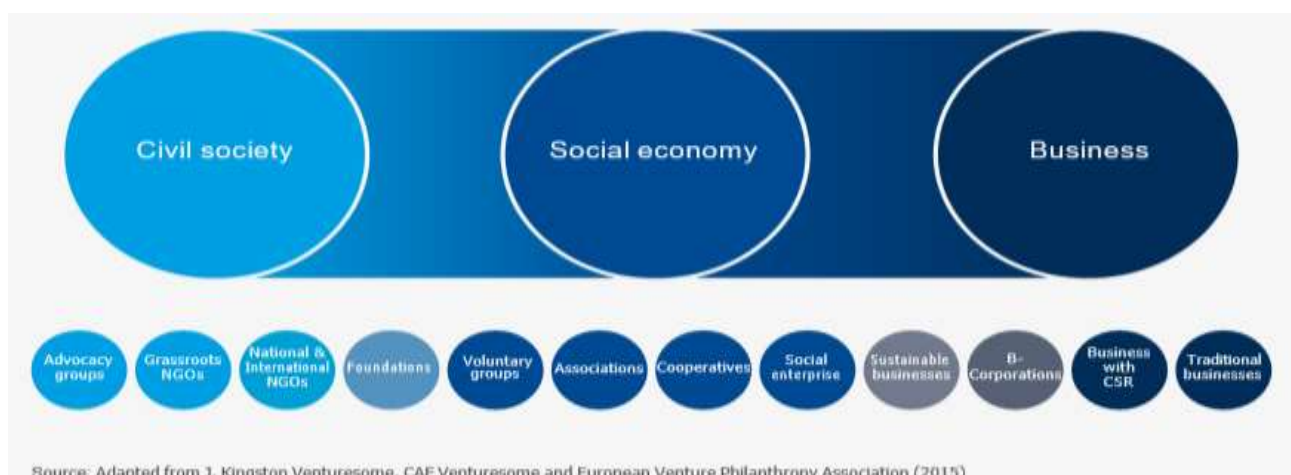 Civil society
Social economy
Business
Advocacy
groups
Grassroots
NGOs
National &
International
NGOs
Foundations
Voluntary
groups
Associations
Cooperatives
Social
enterprise
Sustainable
businesses
B-
Corporations
Business
with
CSR
Traditional
businesses
Source: Adapted from J. Kingston Venturesome, CAF Venturesome and European Venture Philanthropy Association (2015)